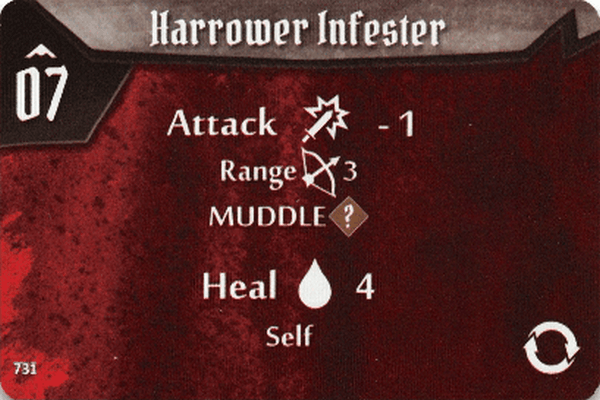 Harrower Infester
07
Attack - 1
Range 3
MUDDLE ?
Heal 4
Self
731